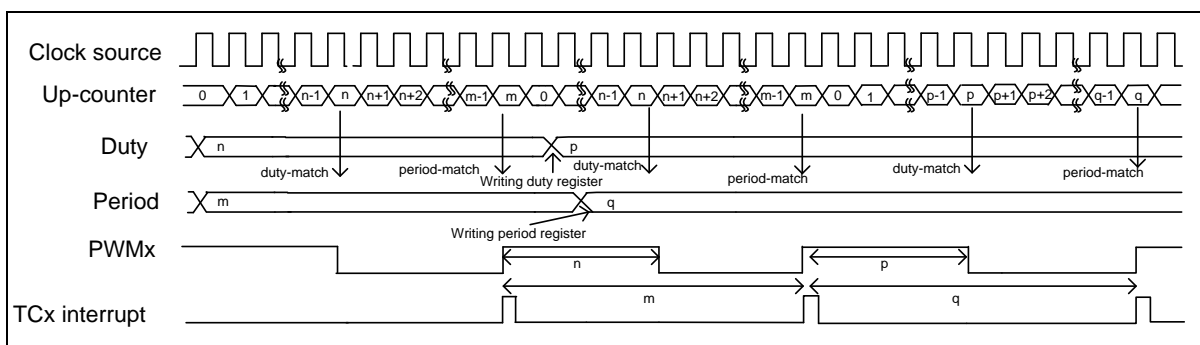 Clock source
Up-counter 0 1 n-1 n n+1 n+2 m-1 m 0 n-1 n n+1 n+2 m-1 m 0 1 p-1 p p+1 p+2 q-1 q
Duty n p
duty-match period-match Writing duty register duty-match period-match duty-match period-match
Period m q
Writing period register
PWMx n p
m q
TCx interrupt